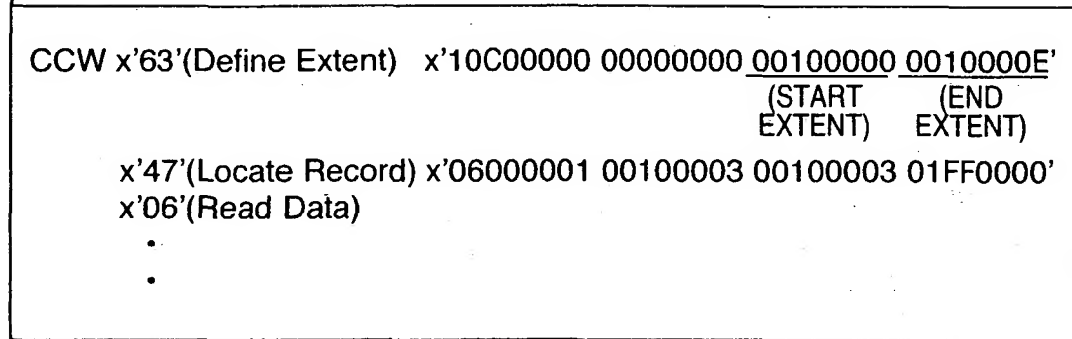 CCW x'63'(Define Extent) x'10C00000 00000000 00100000 0010000E'
(START EXTENT) (END EXTENT)
x'47'(Locate Record) x'06000001 00100003 00100003 01FF0000'
x'06'(Read Data)